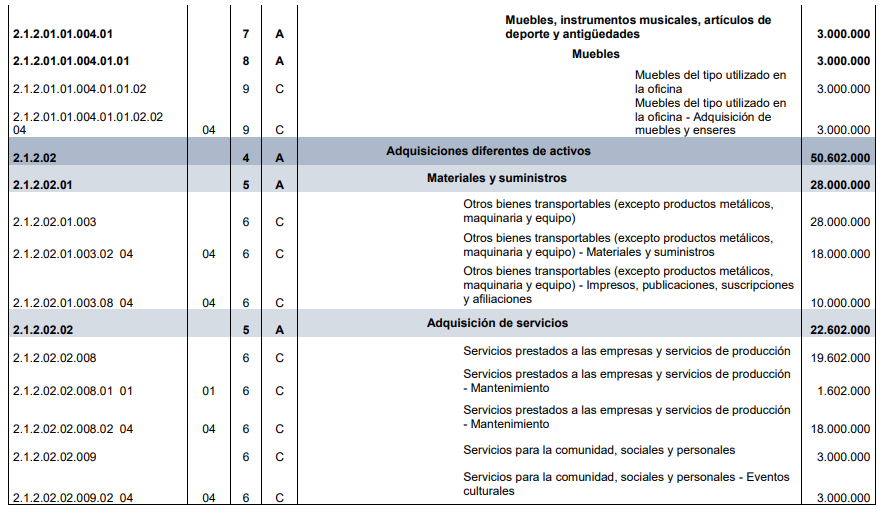 Muebles, instrumentos musicales, artículos de
2.1.2.01.01.004.01 7 A deporte y antigüedades 3.000.000
2.1.2.01.01.004.01.01 8 A Muebles 3.000.000
Muebles del tipo utilizado en
2.1.2.01.01.004.01.01.02 9 C la oficina 3.000.000
Muebles del tipo utilizado en
2.1.2.01.01.004.01.01.02.02 la oficina - Adquisición de
04 04 9 C muebles y enseres 3.000.000
2.1.2.02 4 A Adquisiciones diferentes de activos 50.602.000
2.1.2.02.01 5 A Materiales y suministros 28.000.000
Otros bienes transportables (excepto productos metálicos,
2.1.2.02.01.003 6 C maquinaria y equipo) 28.000.000
Otros bienes transportables (excepto productos metálicos,
2.1.2.02.01.003.02 04 04 6 C maquinaria y equipo) - Materiales y suministros 18.000.000
Otros bienes transportables (excepto productos metálicos,
maquinaria y equipo) - Impresos, publicaciones, suscripciones
2.1.2.02.01.003.08 04 04 6 C y afiliaciones 10.000.000
2.1.2.02.02 5 A Adquisición de servicios 22.602.000
2.1.2.02.02.008 6 C Servicios prestados a las empresas y servicios de producción 19.602.000
Servicios prestados a las empresas y servicios de producción
2.1.2.02.02.008.01 01 01 6 C - Mantenimiento 1.602.000
Servicios prestados a las empresas y servicios de producción
2.1.2.02.02.008.02 04 04 6 C - Mantenimiento 18.000.000
2.1.2.02.02.009 6 C Servicios para la comunidad, sociales y personales 3.000.000
Servicios para la comunidad, sociales y personales - Eventos
2.1.2.02.02.009.02 04 04 6 C culturales 3.000.000